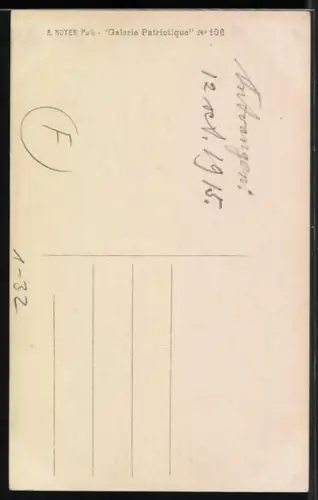 R. NOYER, Paris - "Galerie Patriotique" N° 106
12 oct. 1915.
F
1-32